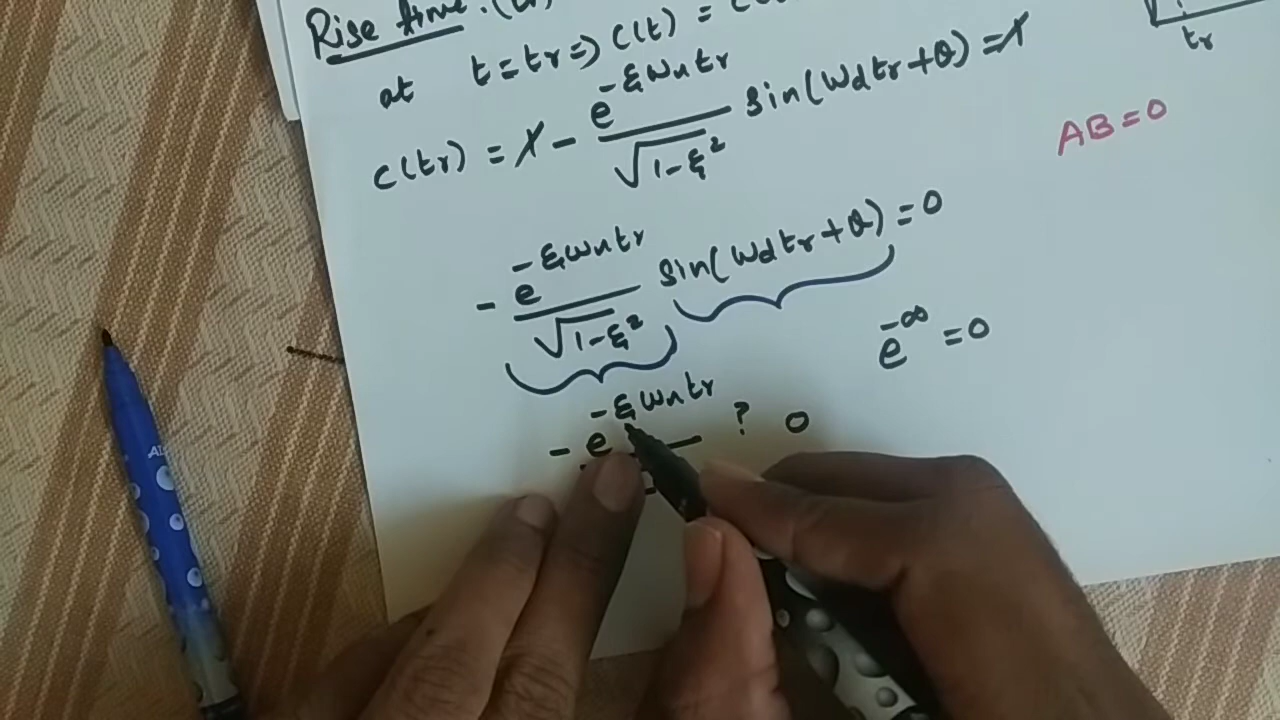 Rise time : (tr)
at t = tr ⇒ c(t) =
c(tr) = 1 - e^{-ξωntr} / √(1-ξ²) sin(ωdtr+θ) = 1
tr
AB = 0
- e^{-ξωntr} / √(1-ξ²) sin(ωdtr+θ) = 0
e^{-∞} = 0
- e^{-ξωntr} ? 0